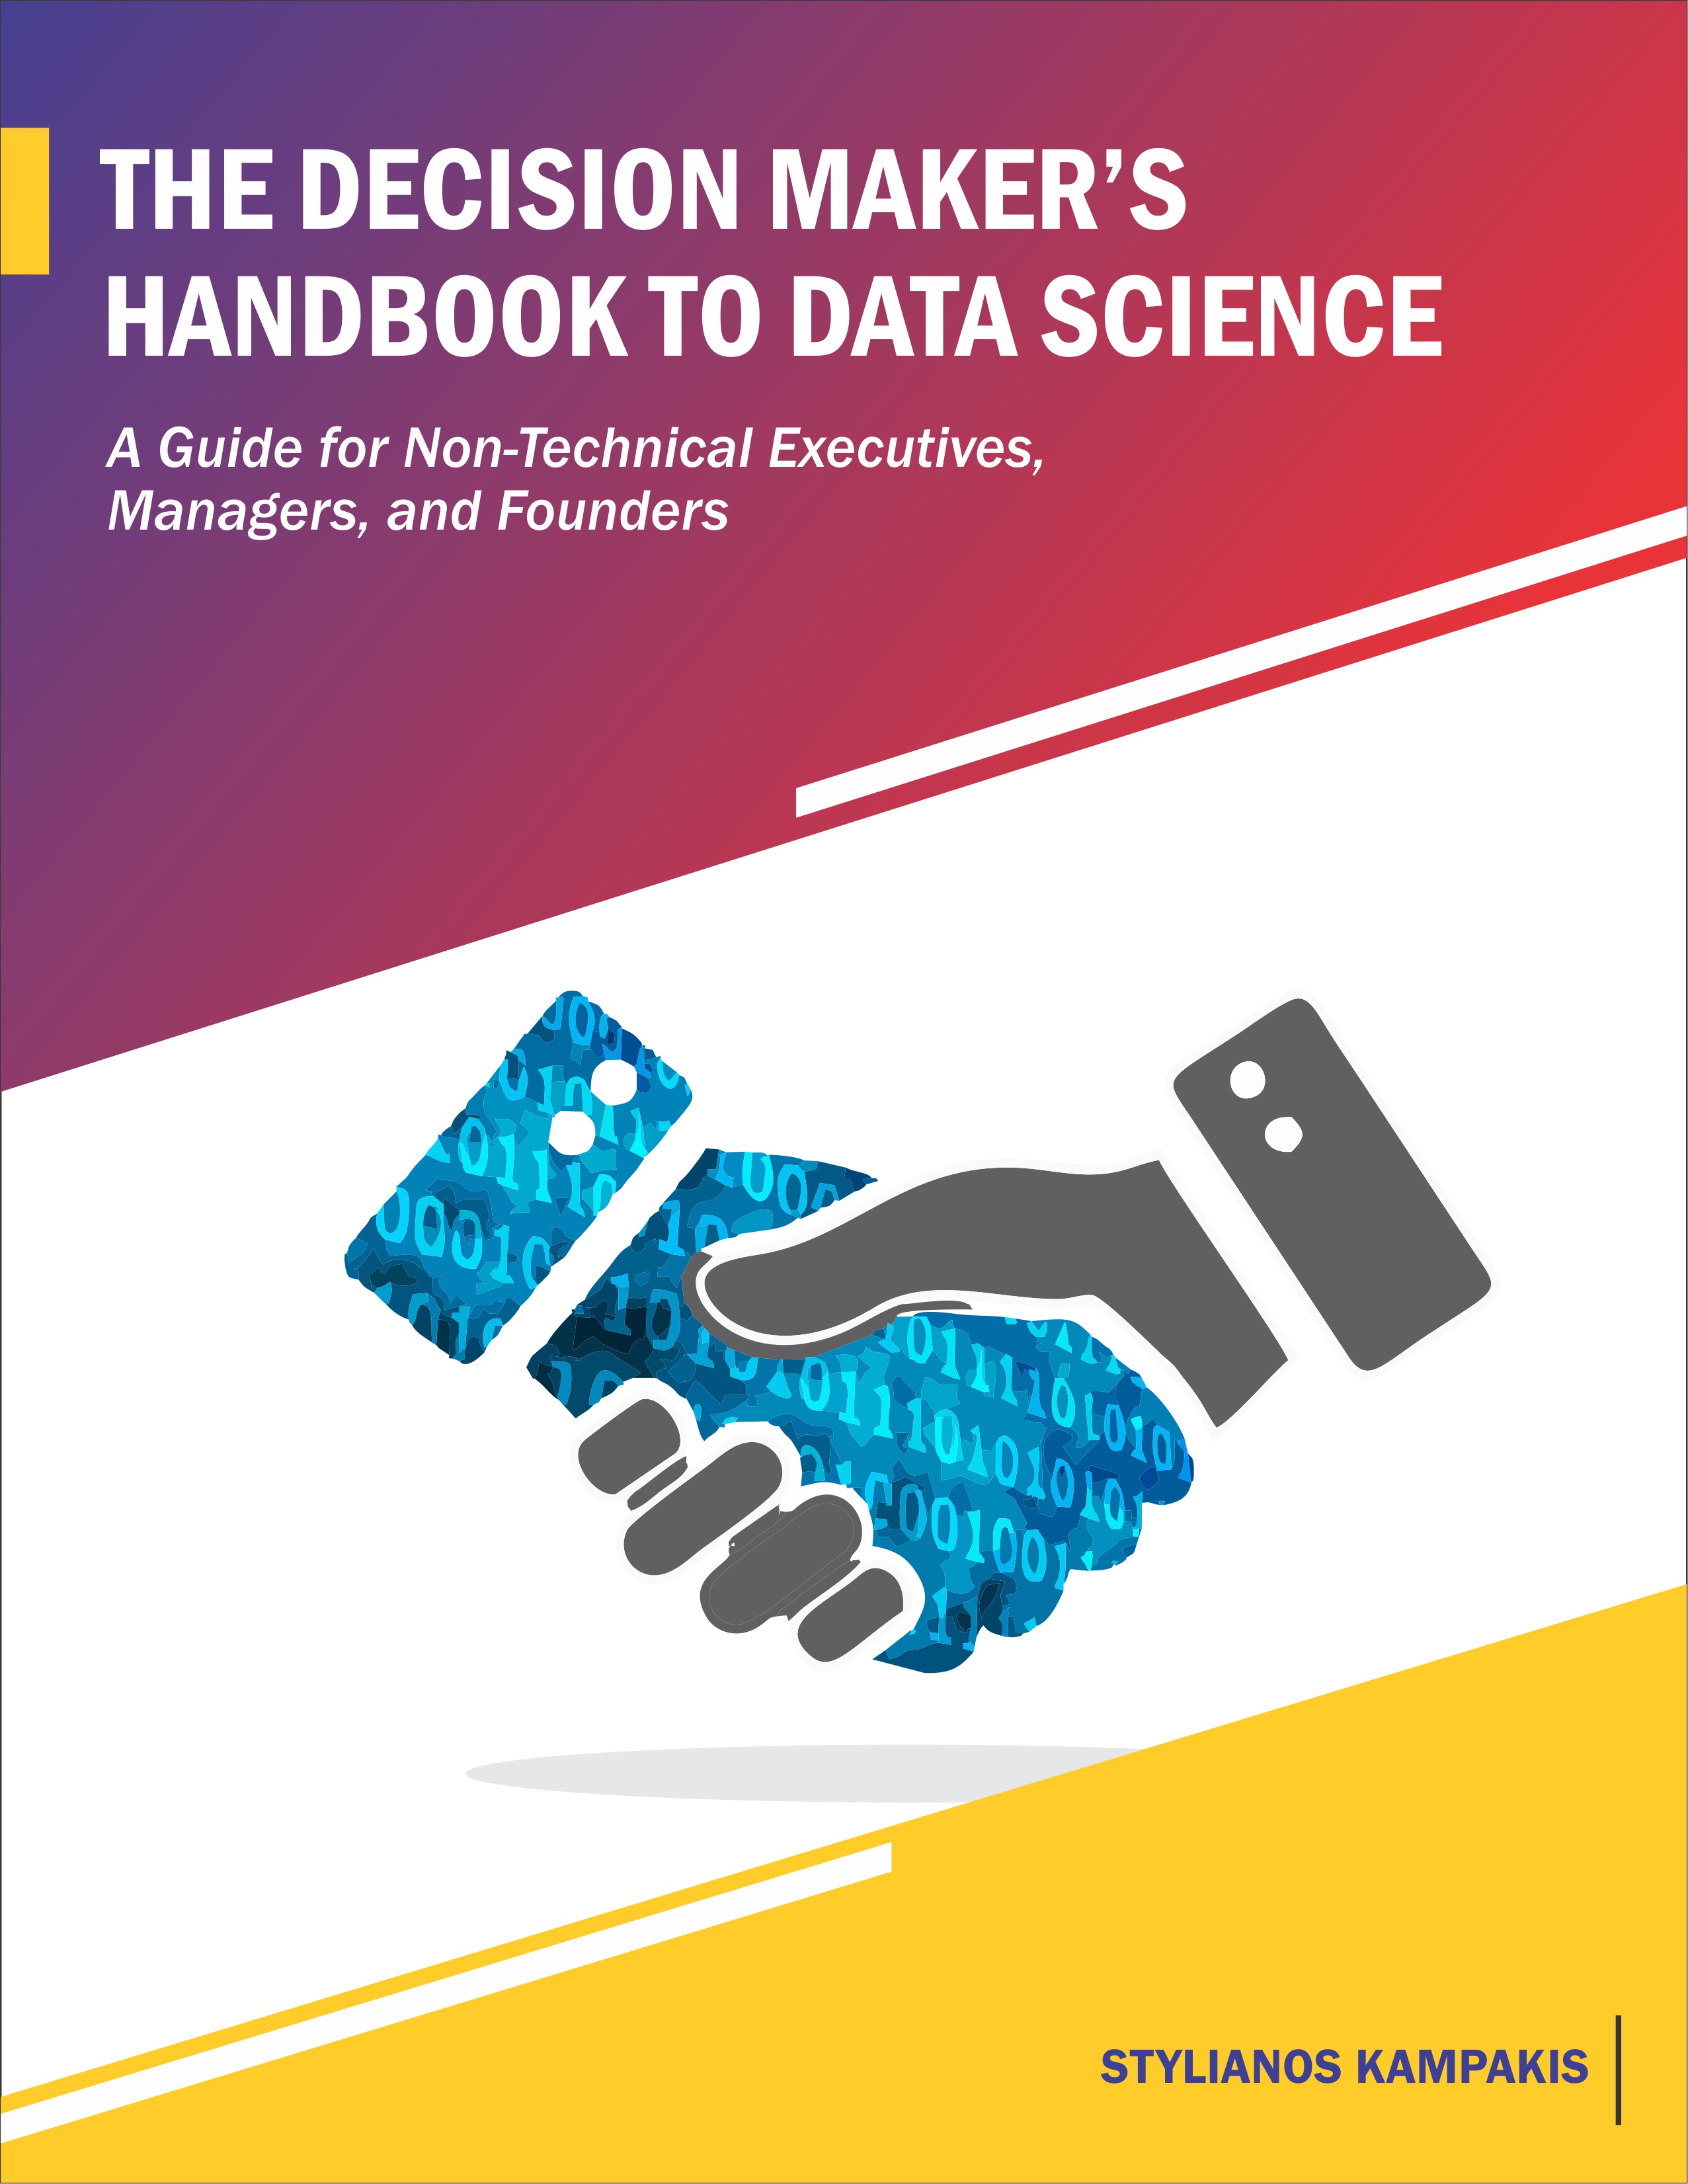 THE DECISION MAKER’S
HANDBOOK TO DATA SCIENCE
A Guide for Non-Technical Executives,
Managers, and Founders
STYLIANOS KAMPAKIS